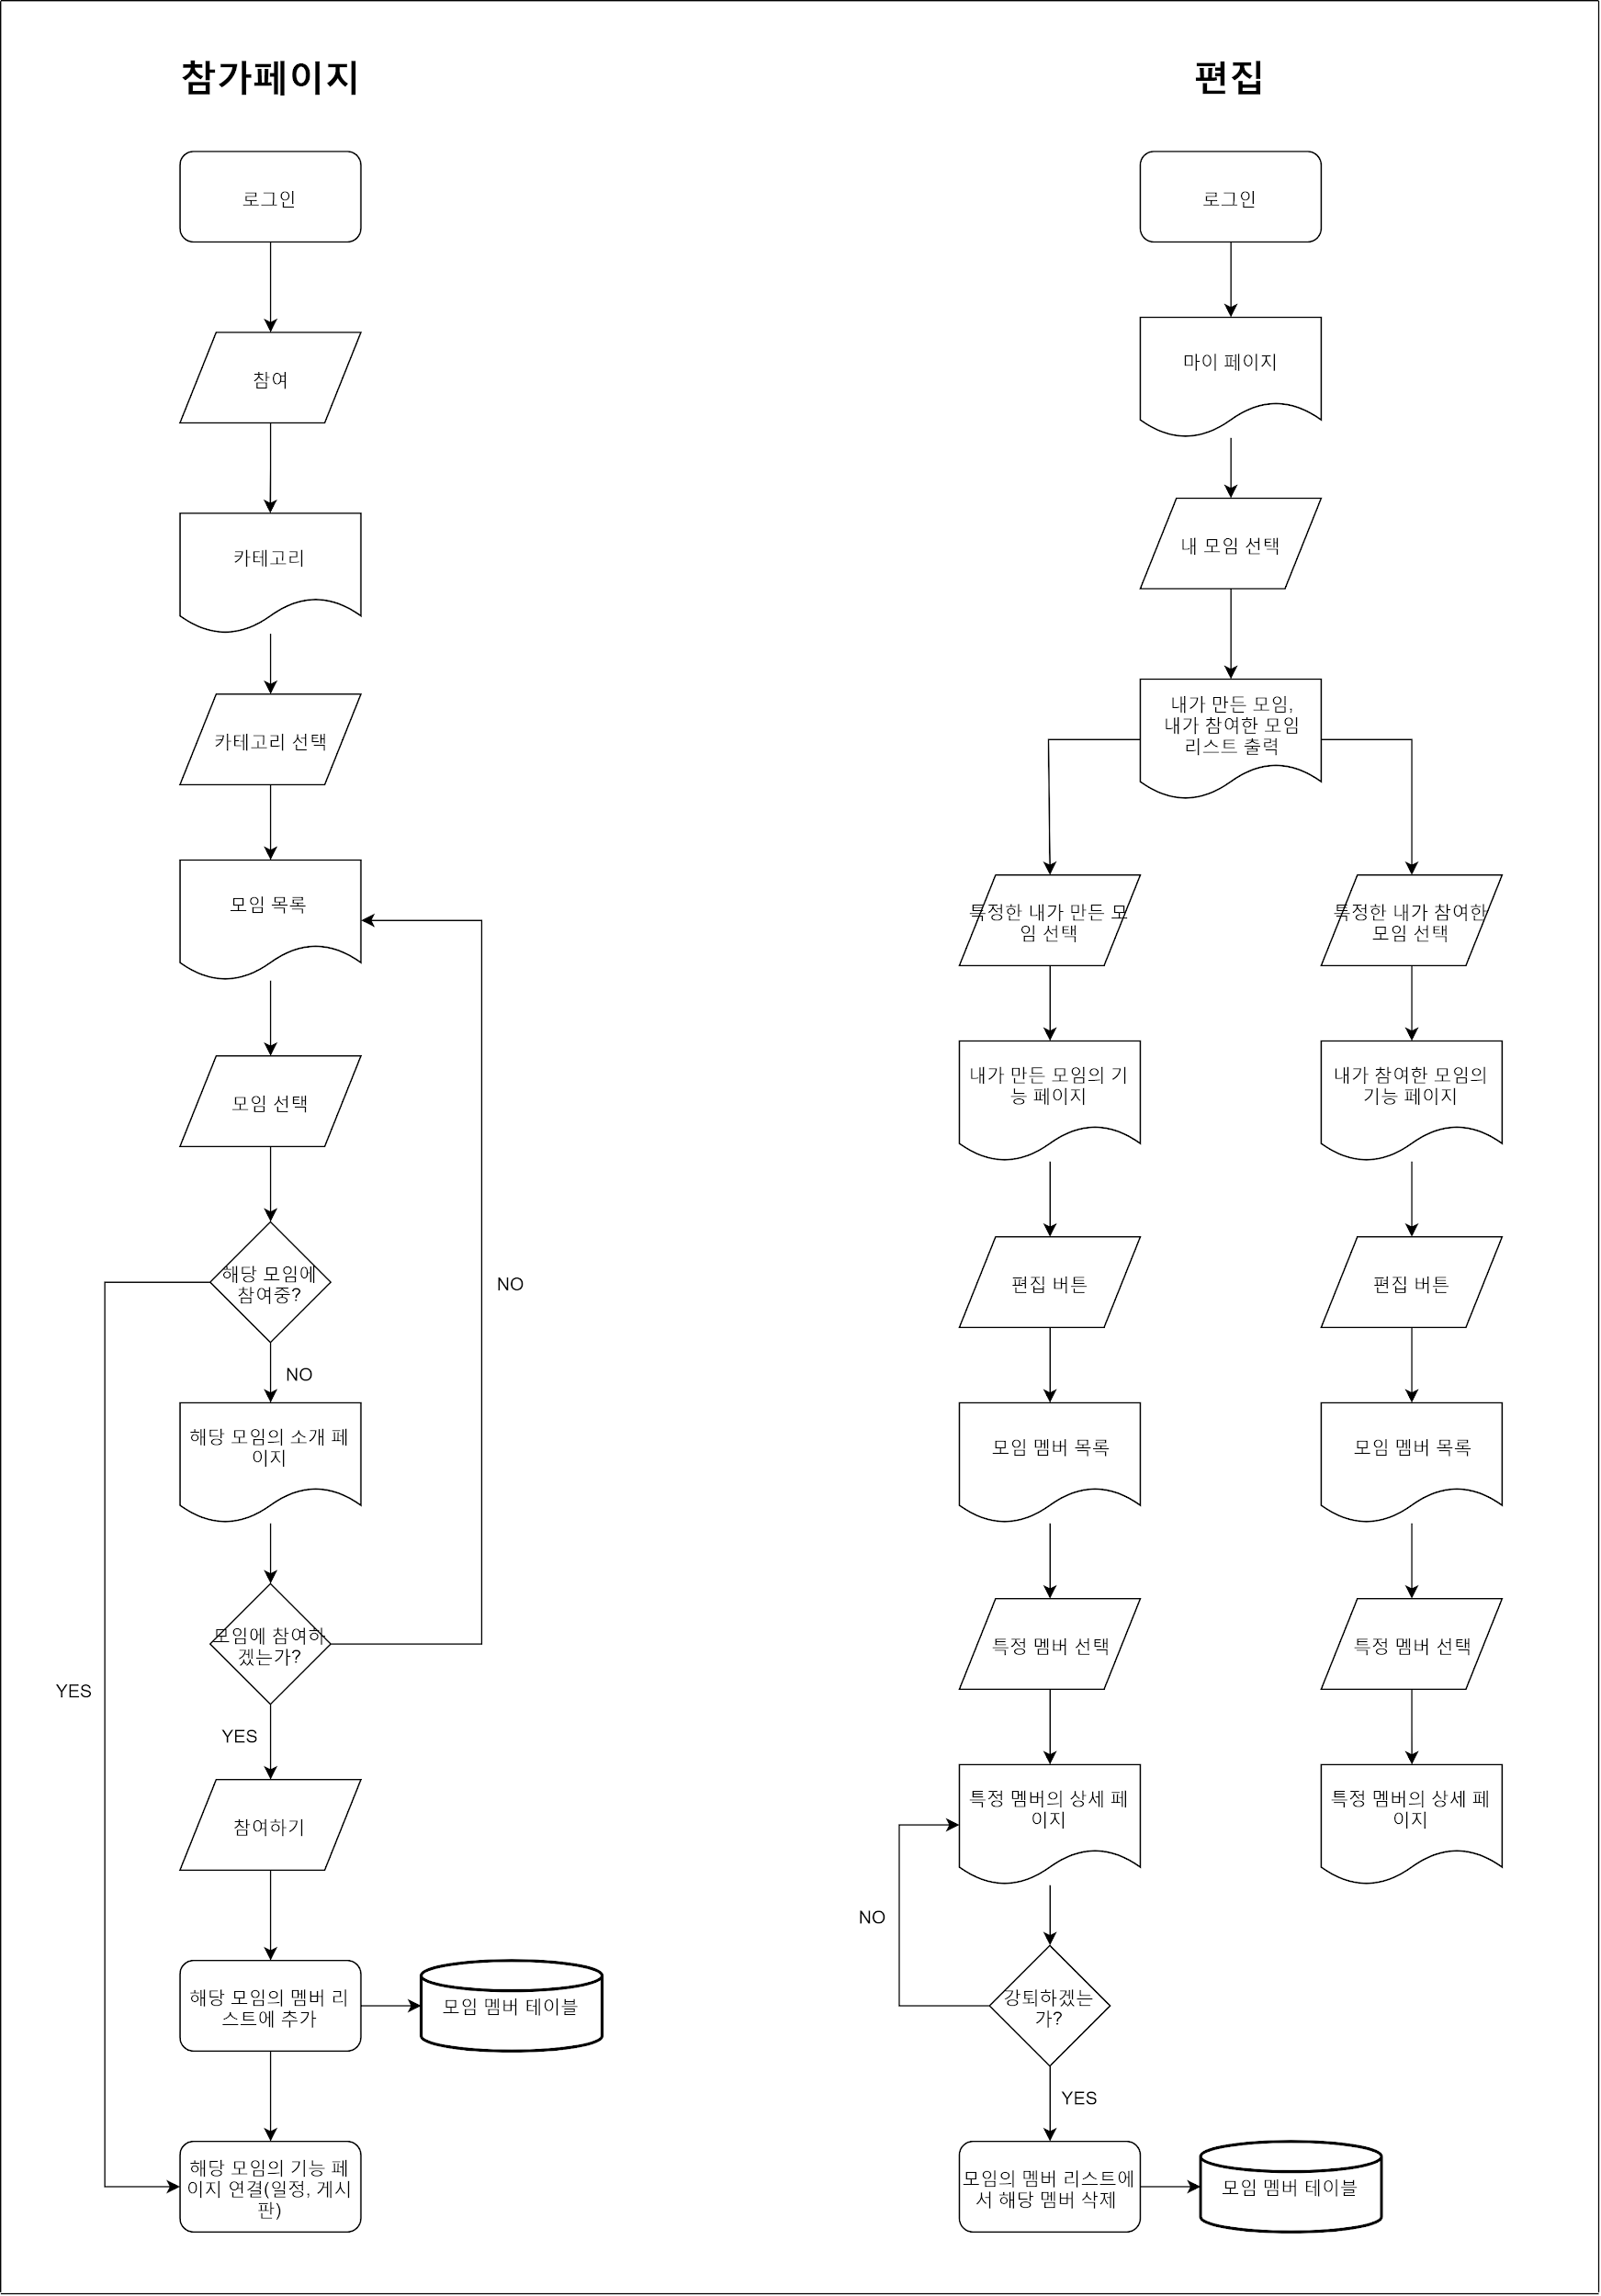 참가페이지
로그인
참여
카테고리
카테고리 선택
모임 목록
모임 선택
해당 모임에
참여중?
NO
NO
해당 모임의 소개 페
이지
모임에 참여하
겠는가?
YES
YES
참여하기
해당 모임의 멤버 리
스트에 추가
모임 멤버 테이블
해당 모임의 기능 페
이지 연결(일정, 게시
판)
편집
로그인
마이 페이지
내 모임 선택
내가 만든 모임,
내가 참여한 모임
리스트 출력
특정한 내가 만든 모
임 선택
내가 만든 모임의 기
능 페이지
편집 버튼
모임 멤버 목록
특정 멤버 선택
특정 멤버의 상세 페
이지
NO
강퇴하겠는
가?
YES
모임의 멤버 리스트에
서 해당 멤버 삭제
모임 멤버 테이블
특정한 내가 참여한
모임 선택
내가 참여한 모임의
기능 페이지
편집 버튼
모임 멤버 목록
특정 멤버 선택
특정 멤버의 상세 페
이지